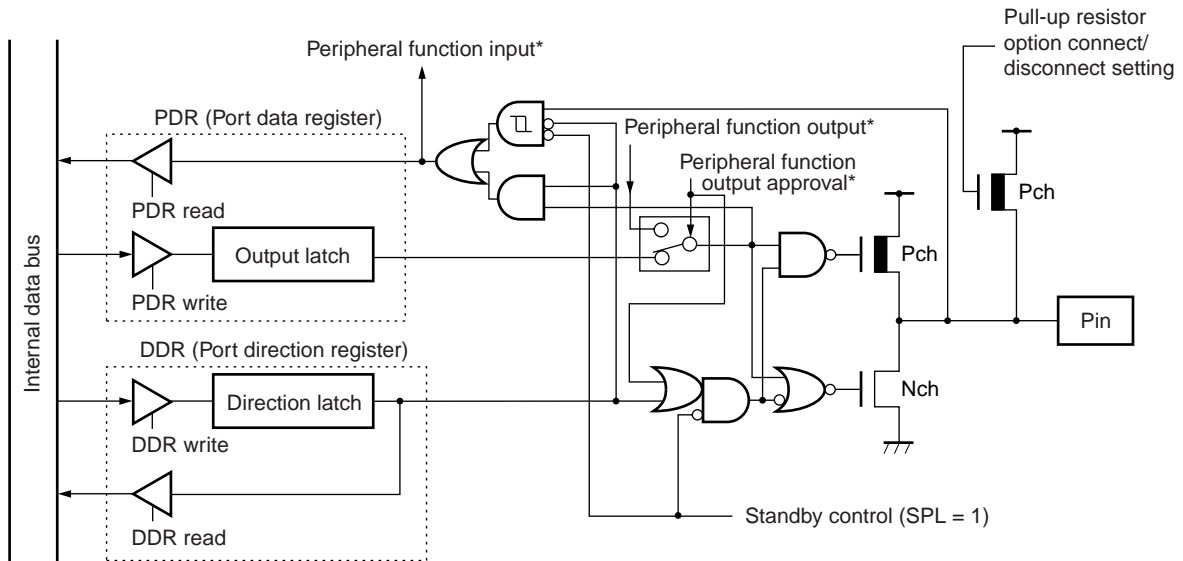 Pull-up resistor
option connect/
disconnect setting
Peripheral function input*
PDR (Port data register)
Peripheral function output*
Peripheral function
output approval*
Pch
PDR read
Output latch
Pch
PDR write
Pin
DDR (Port direction register)
Internal data bus
Direction latch
Nch
DDR write
Standby control (SPL = 1)
DDR read